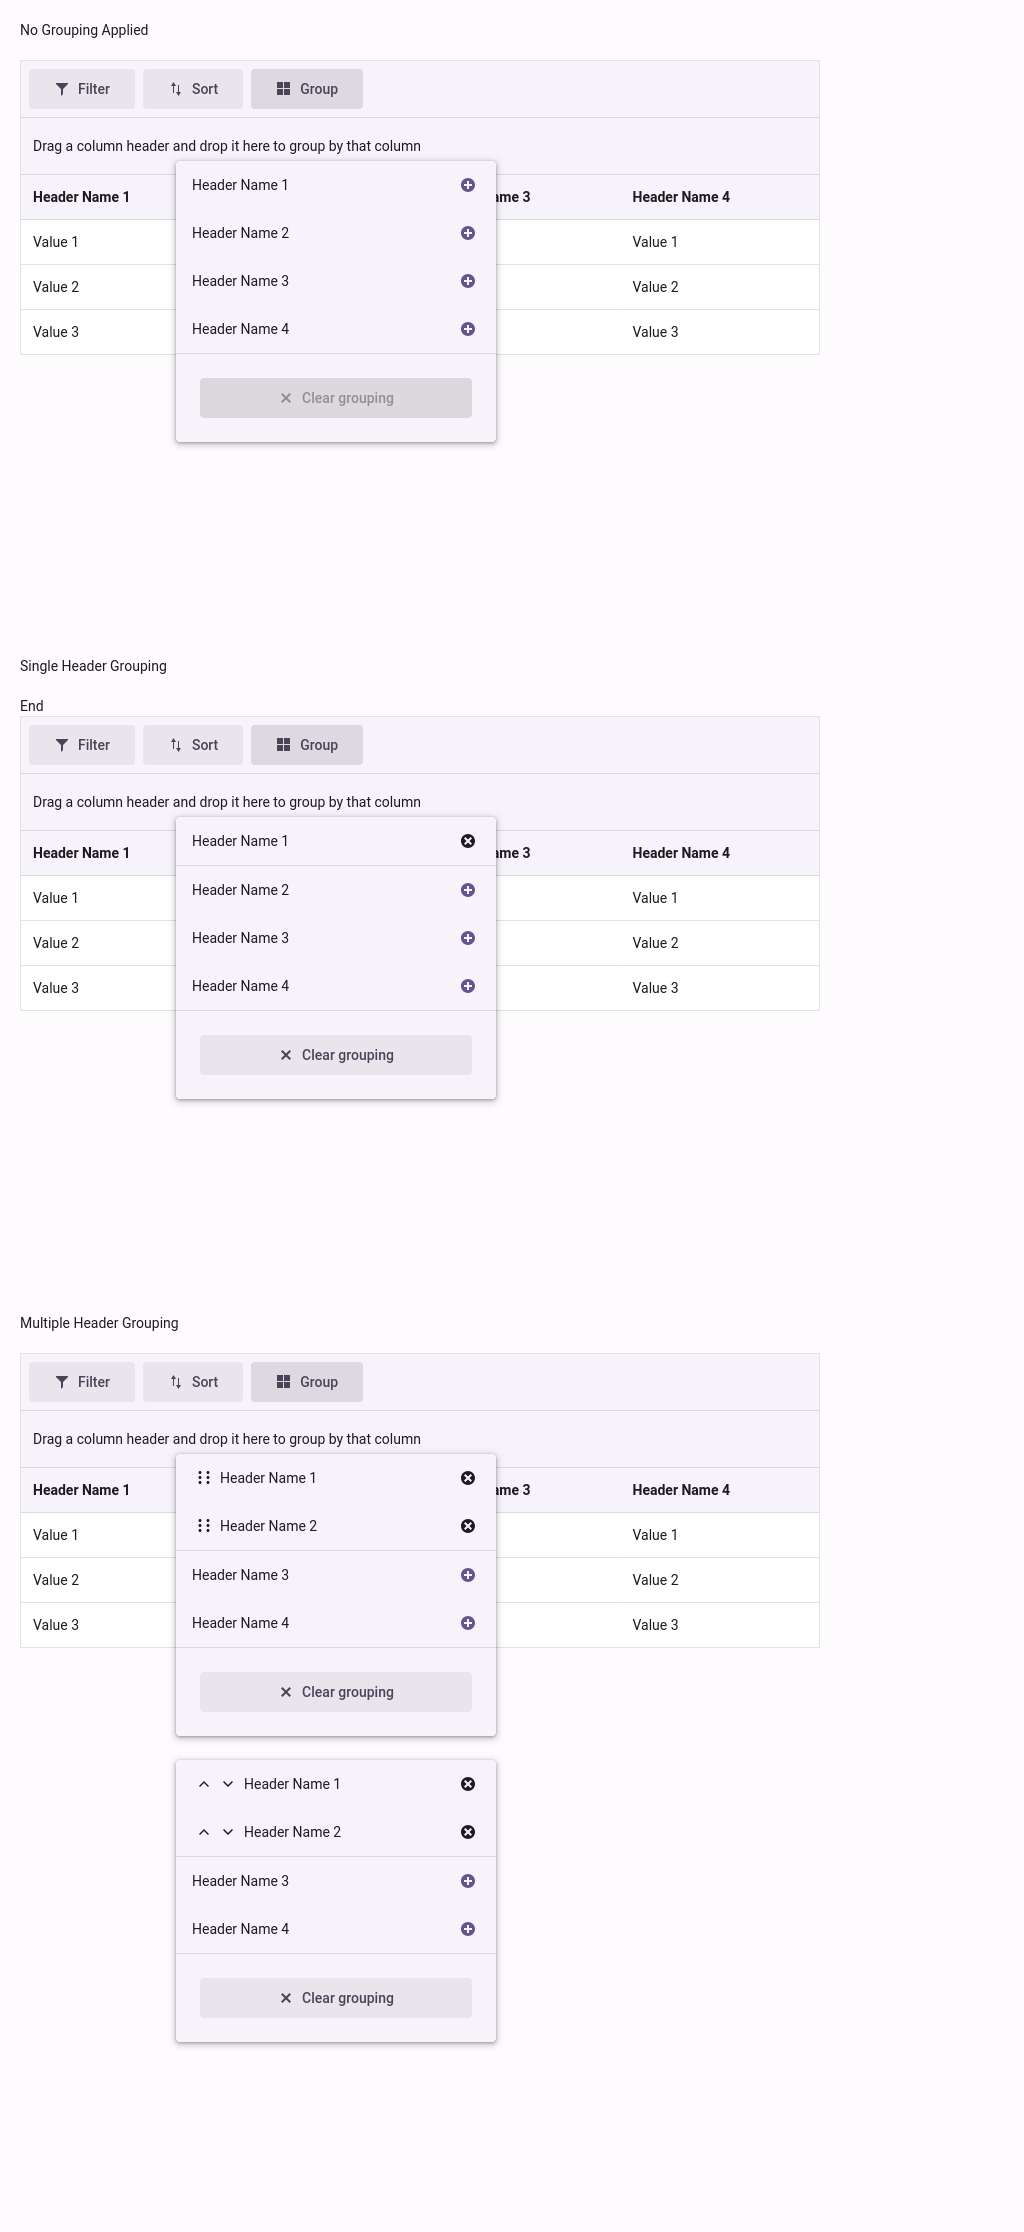 No Grouping Applied
Filter Sort Group
Drag a column header and drop it here to group by that column
Header Name 1 ame 3 Header Name 4
Header Name 1
Header Name 2
Header Name 3
Header Name 4
Value 1 Value 1
Value 2 Value 2
Value 3 Value 3
Clear grouping
Single Header Grouping
End
Filter Sort Group
Drag a column header and drop it here to group by that column
Header Name 1 ame 3 Header Name 4
Header Name 1
Header Name 2
Header Name 3
Header Name 4
Value 1 Value 1
Value 2 Value 2
Value 3 Value 3
Clear grouping
Multiple Header Grouping
Filter Sort Group
Drag a column header and drop it here to group by that column
Header Name 1 ame 3 Header Name 4
Header Name 1
Header Name 2
Header Name 3
Header Name 4
Value 1 Value 1
Value 2 Value 2
Value 3 Value 3
Clear grouping
Header Name 1
Header Name 2
Header Name 3
Header Name 4
Clear grouping